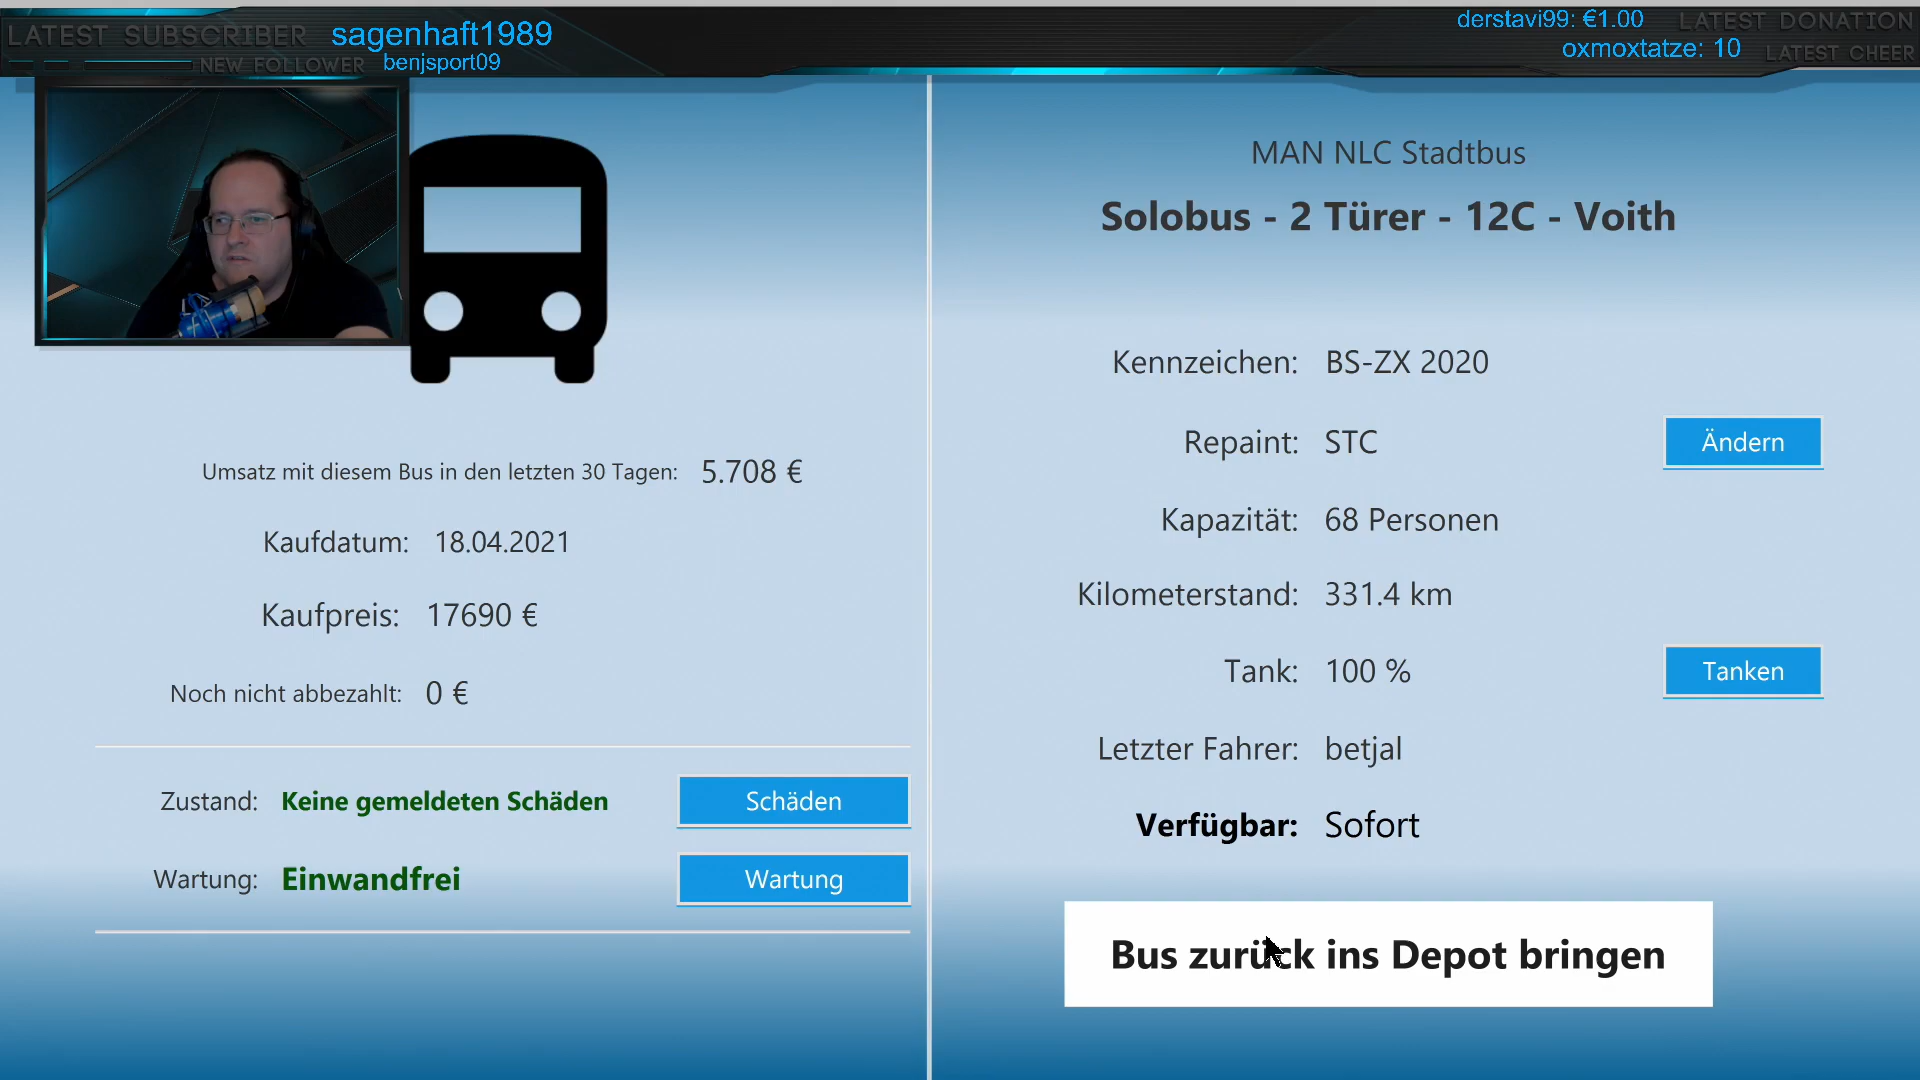 LATEST SUBSCRIBER sagenhaft1989
NEW FOLLOWER benjsport09
derstavi99: €1.00 LATEST DONATION
oxmoxtatze: 10 LATEST CHEER
MAN NLC Stadtbus
Solobus - 2 Türer - 12C - Voith
Umsatz mit diesem Bus in den letzten 30 Tagen: 5.708 €
Kaufdatum: 18.04.2021
Kaufpreis: 17690 €
Noch nicht abbezahlt: 0 €
Zustand: Keine gemeldeten Schäden Schäden
Wartung: Einwandfrei Wartung
Kennzeichen: BS-ZX 2020
Repaint: STC Ändern
Kapazität: 68 Personen
Kilometerstand: 331.4 km
Tank: 100 % Tanken
Letzter Fahrer: betjal
Verfügbar: Sofort
Bus zurück ins Depot bringen